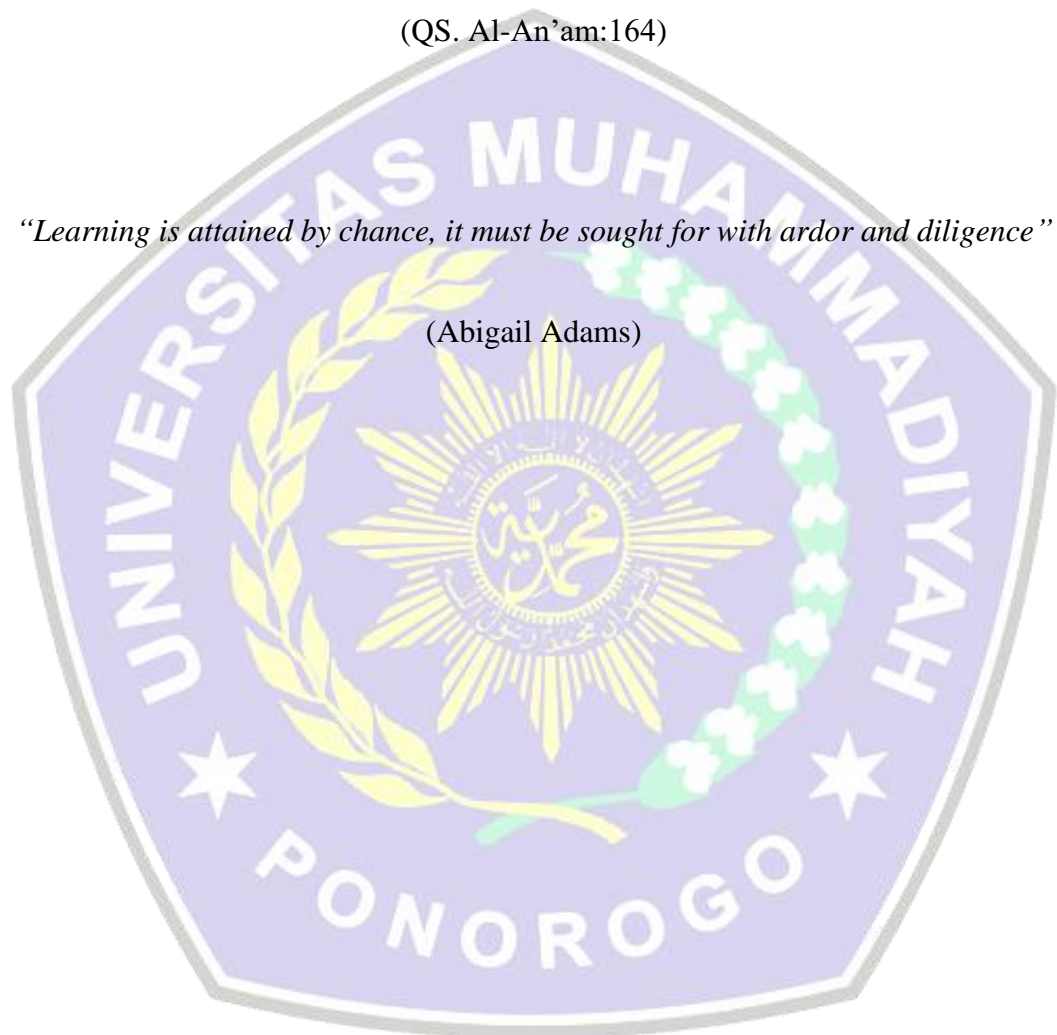 (QS. Al-An’am:164)
UNIVERSITAS MUHAMMADIYAH
“Learning is attained by chance, it must be sought for with ardor and diligence”
(Abigail Adams)
محمدية
PONOROGO